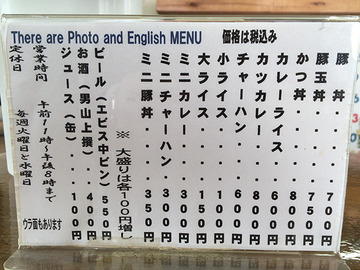 There are Photo and English MENU 価格は税込み
豚丼・・・700円
豚玉丼・・750円
かつ丼・・800円
カレーライス・600円
カツカレー・・800円
チャーハン・・600円
小ライス・・100円
大ライス・・150円
ミニカレー・・300円
ミニチャーハン・300円
ミニ豚丼・・300円
※大盛りは各100円増し
ビール(エビス中ビン)550円
お酒(男山上撰)400円
ジュース(缶)100円
営業時間 午前11時~午後8時まで
定休日 毎週火曜日と水曜日
ウラ面もあります